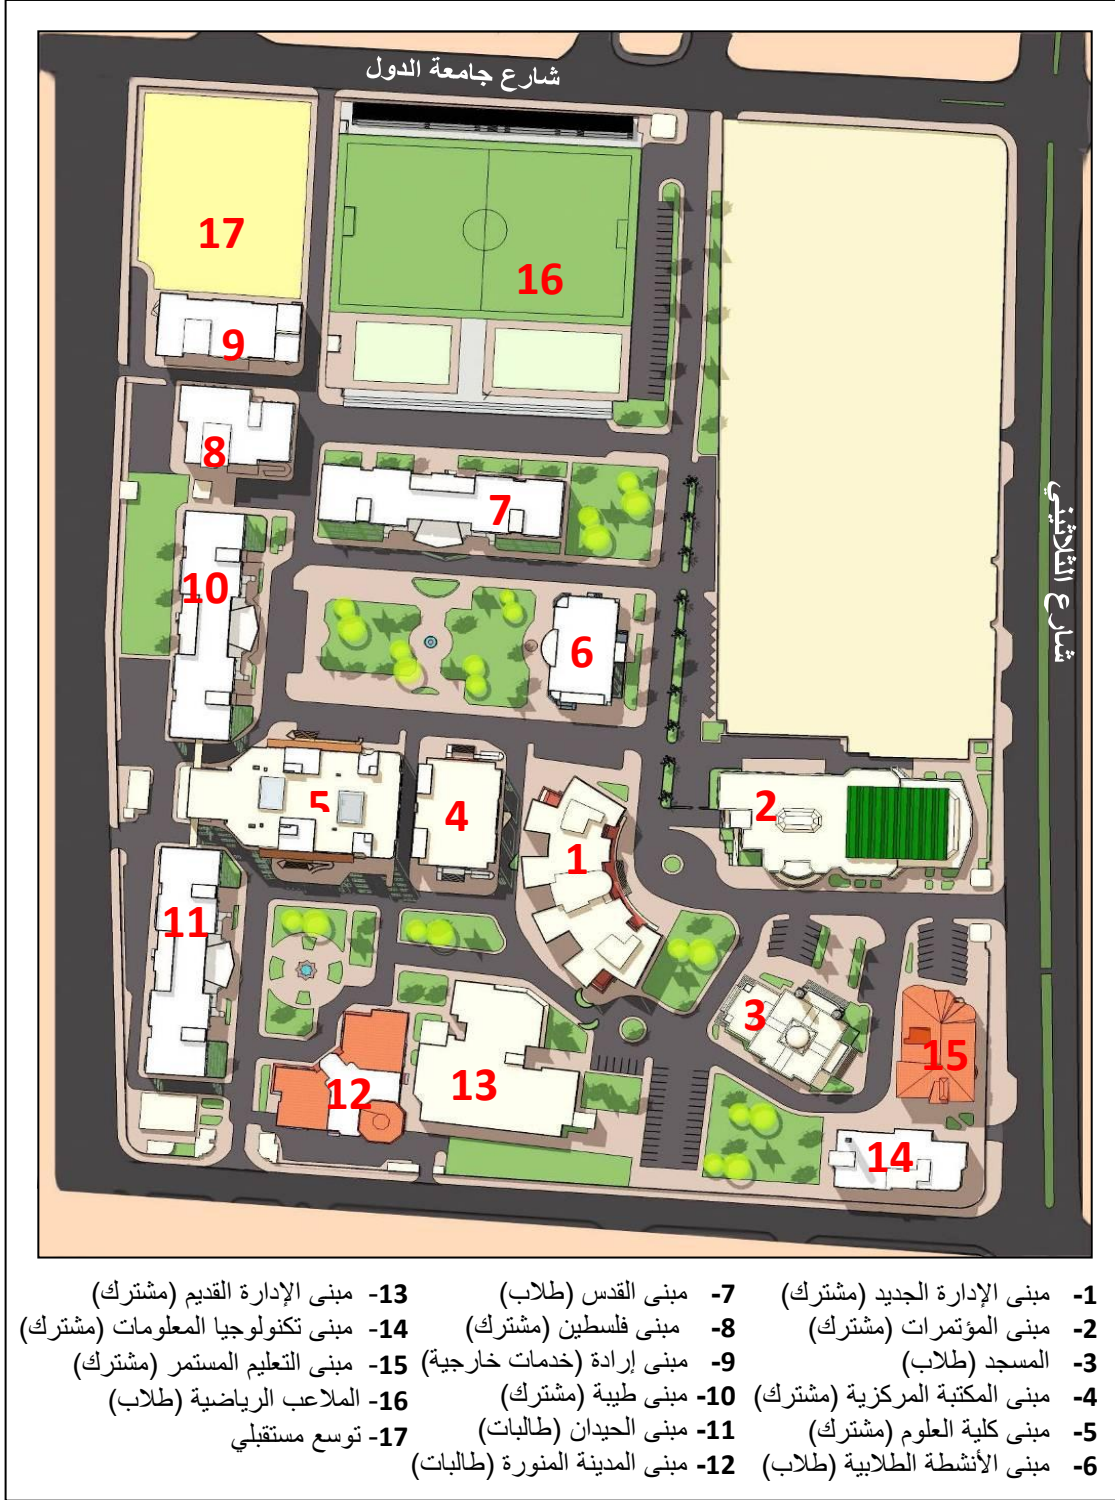 شارع جامعة الدول
شارع الثلاثيني
17
16
9
8
7
10
6
5
4
2
1
11
3
15
12
13
14
1- مبنى الإدارة الجديد (مشترك)
2- مبنى المؤتمرات (مشترك)
3- المسجد (طلاب)
4- مبنى المكتبة المركزية (مشترك)
5- مبنى كلية العلوم (مشترك)
6- مبنى الأنشطة الطلابية (طلاب)
7- مبنى القدس (طلاب)
8- مبنى فلسطين (مشترك)
9- مبنى إرادة (خدمات خارجية)
10- مبنى طيبة (مشترك)
11- مبنى الحيدان (طالبات)
12- مبنى المدينة المنورة (طالبات)
13- مبنى الإدارة القديم (مشترك)
14- مبنى تكنولوجيا المعلومات (مشترك)
15- مبنى التعليم المستمر (مشترك)
16- الملاعب الرياضية (طلاب)
17- توسع مستقبلي